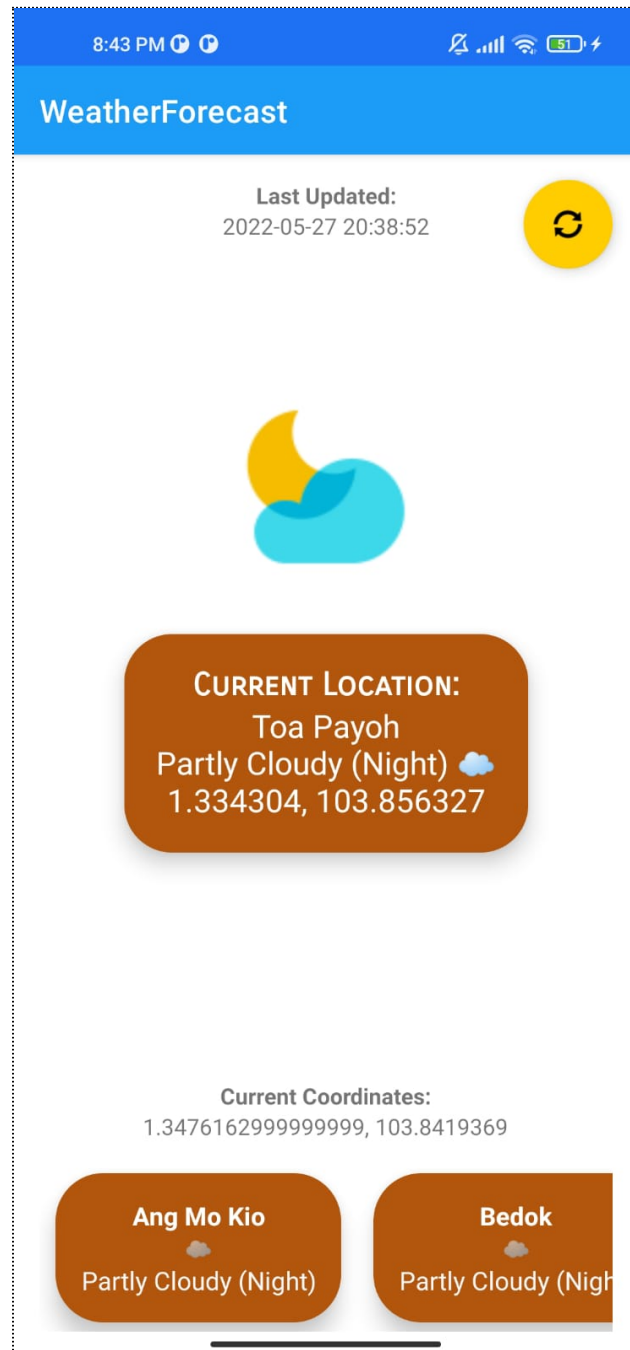 8:43 PM
51
WeatherForecast
Last Updated:
2022-05-27 20:38:52
CURRENT LOCATION:
Toa Payoh
Partly Cloudy (Night) ☁️
1.334304, 103.856327
Current Coordinates:
1.3476162999999999, 103.8419369
Ang Mo Kio
Partly Cloudy (Night)
Bedok
Partly Cloudy (Nigh